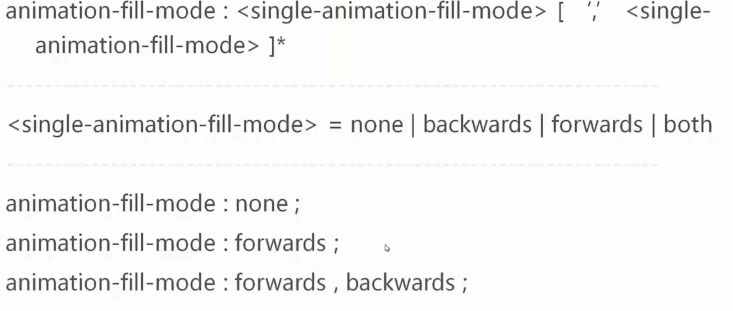 animation-fill-mode : <single-animation-fill-mode> [ ',' <single-
animation-fill-mode> ]*
<single-animation-fill-mode> = none | backwards | forwards | both
animation-fill-mode : none ;
animation-fill-mode : forwards ;
animation-fill-mode : forwards , backwards ;